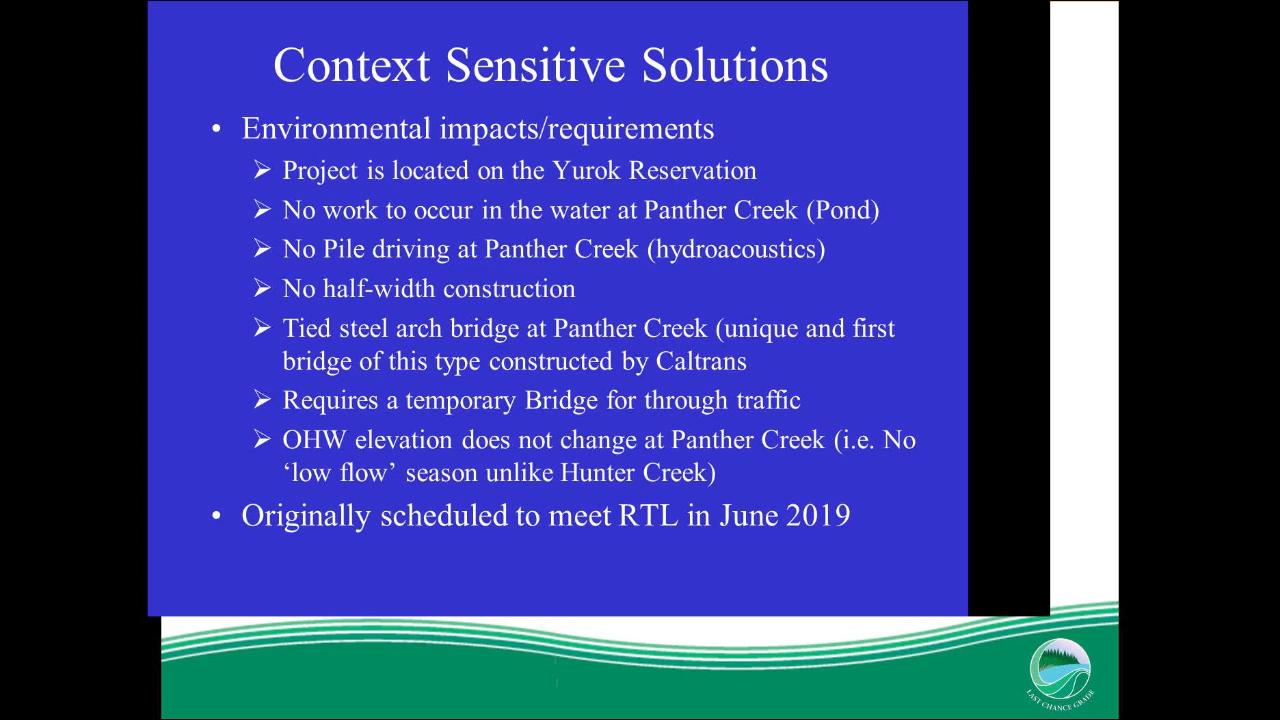 Context Sensitive Solutions
• Environmental impacts/requirements
➢ Project is located on the Yurok Reservation
➢ No work to occur in the water at Panther Creek (Pond)
➢ No Pile driving at Panther Creek (hydroacoustics)
➢ No half-width construction
➢ Tied steel arch bridge at Panther Creek (unique and first
bridge of this type constructed by Caltrans
➢ Requires a temporary Bridge for through traffic
➢ OHW elevation does not change at Panther Creek (i.e. No
‘low flow’ season unlike Hunter Creek)
• Originally scheduled to meet RTL in June 2019
LAST CHANCE GRADE